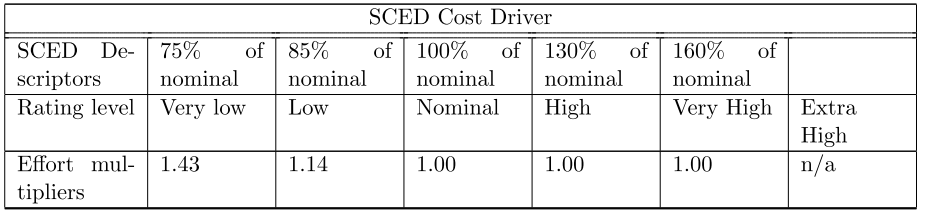 SCED Cost Driver
SCED De- 75% of 85% of 100% of 130% of 160% of
scriptors nominal nominal nominal nominal nominal
Rating level Very low Low Nominal High Very High Extra
High
Effort mul- 1.43 1.14 1.00 1.00 1.00 n/a
tipliers